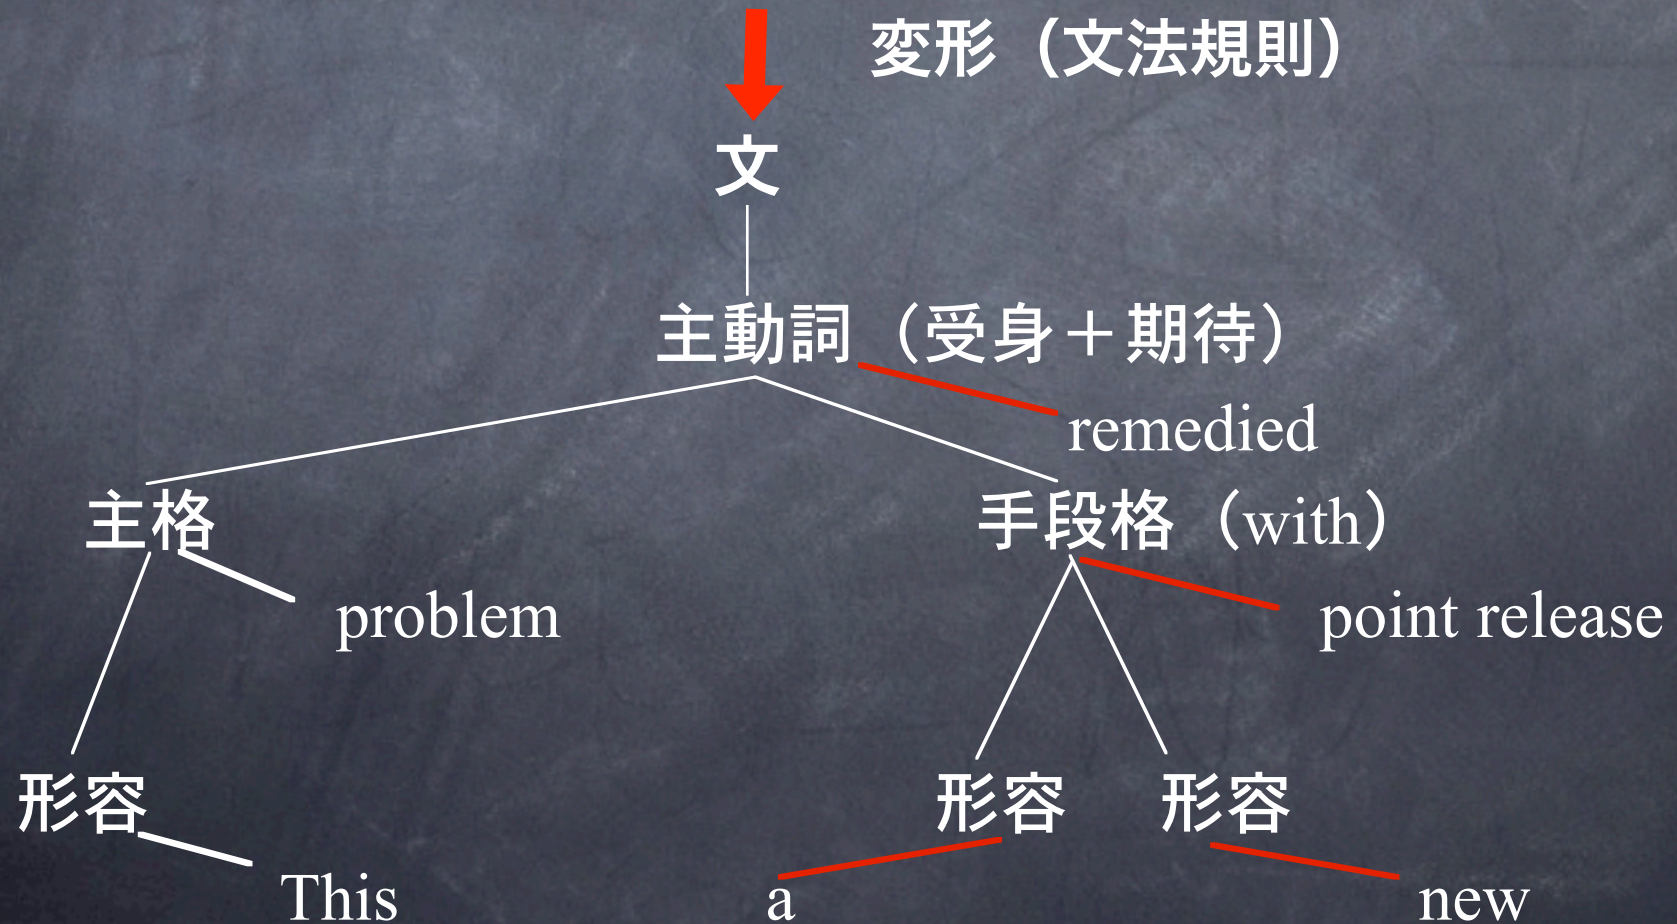 変形（文法規則）
文
主動詞（受身＋期待）
remedied
主格
手段格（with）
problem
point release
形容
形容
形容
This
a
new